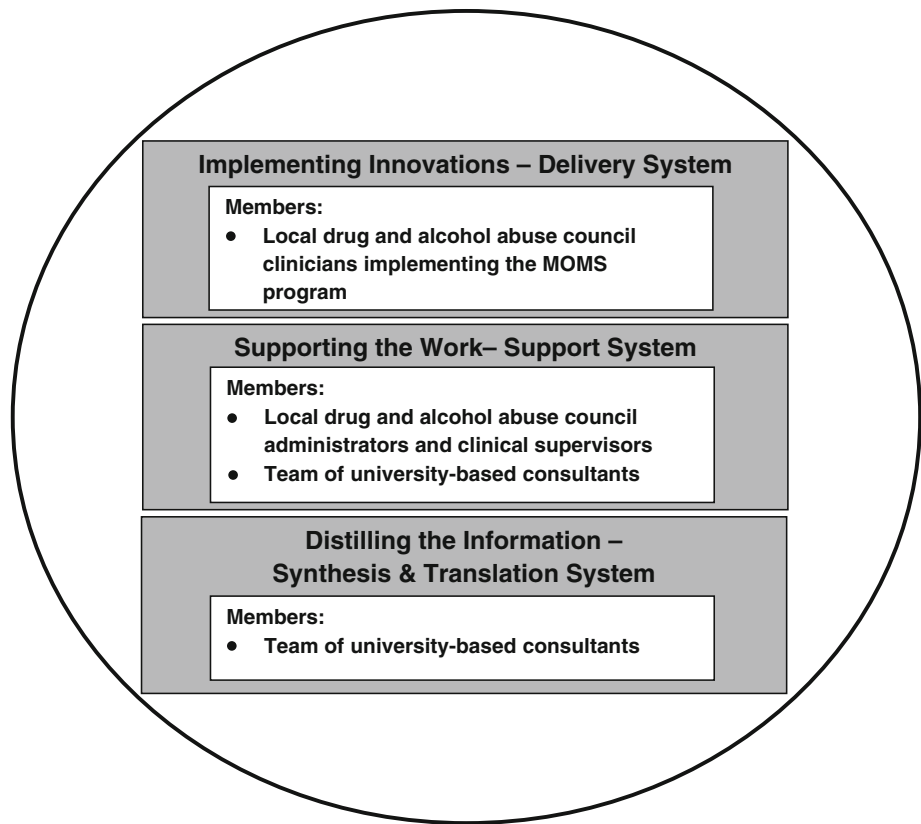 Implementing Innovations – Delivery System
Members:
● Local drug and alcohol abuse council
clinicians implementing the MOMS
program
Supporting the Work– Support System
Members:
● Local drug and alcohol abuse council
administrators and clinical supervisors
● Team of university-based consultants
Distilling the Information –
Synthesis & Translation System
Members:
● Team of university-based consultants